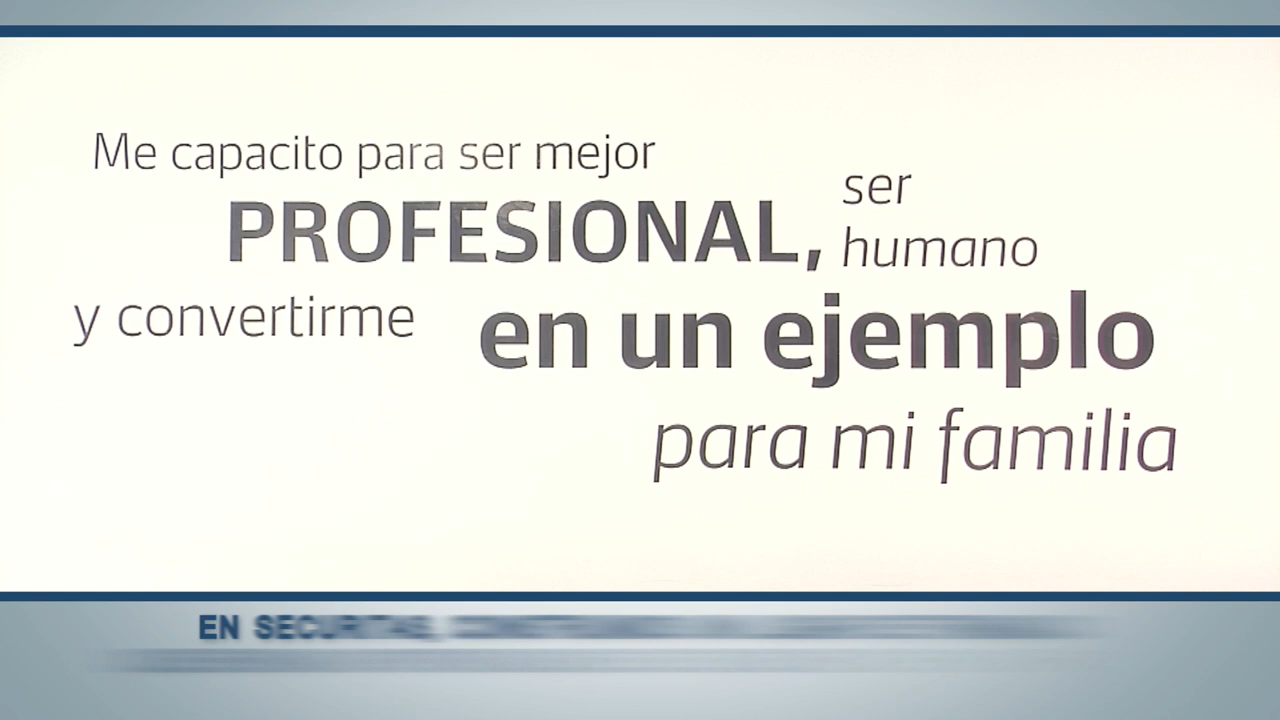 Me capacito para ser mejor
PROFESIONAL, ser
humano
y convertirme en un ejemplo
para mi familia
EN SECURITAS,